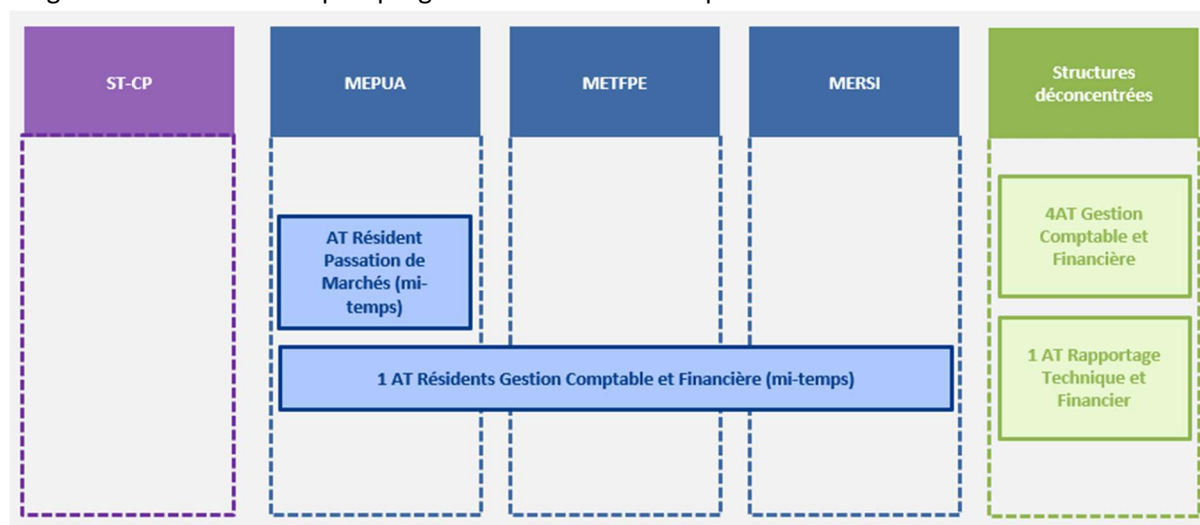 ST-CP
MEPUA
METFPE
MERSI
Structures
déconcentrées
AT Résident
Passation de
Marchés (mi-
temps)
1 AT Résidents Gestion Comptable et Financière (mi-temps)
4AT Gestion
Comptable et
Financière
1 AT Rapportage
Technique et
Financier